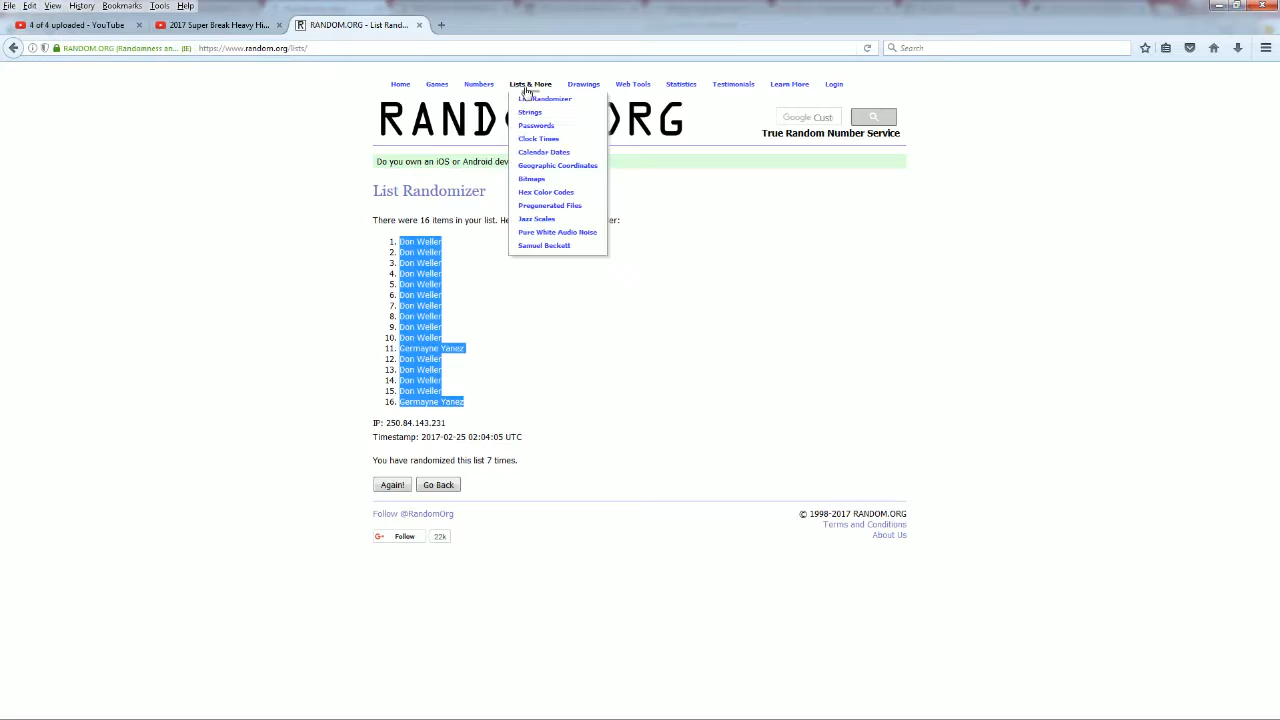 File Edit View History Bookmarks Tools Help
4 of 4 uploaded - YouTube
2017 Super Break Heavy Hi...
RANDOM.ORG - List Rand...
RANDOM.ORG (Randomness an... (IE)
https://www.random.org/lists/
Search
Home Games Numbers Lists & More Drawings Web Tools Statistics Testimonials Learn More Login
Randomizer
Strings
Passwords
Clock Times
Calendar Dates
Geographic Coordinates
Bitmaps
Hex Color Codes
Pregenerated Files
Jazz Scales
Pure White Audio Noise
Samuel Beckett
Google Cust
True Random Number Service
Do you own an iOS or Android dev
List Randomizer
There were 16 items in your list. He
er:
1. Don Weller
2. Don Weller
3. Don Weller
4. Don Weller
5. Don Weller
6. Don Weller
7. Don Weller
8. Don Weller
9. Don Weller
10. Don Weller
11. Germayne Yanez
12. Don Weller
13. Don Weller
14. Don Weller
15. Don Weller
16. Germayne Yanez
IP: 250.84.143.231
Timestamp: 2017-02-25 02:04:05 UTC
You have randomized this list 7 times.
Again! Go Back
Follow @RandomOrg
© 1998-2017 RANDOM.ORG
Terms and Conditions
About Us
G+ Follow 22k